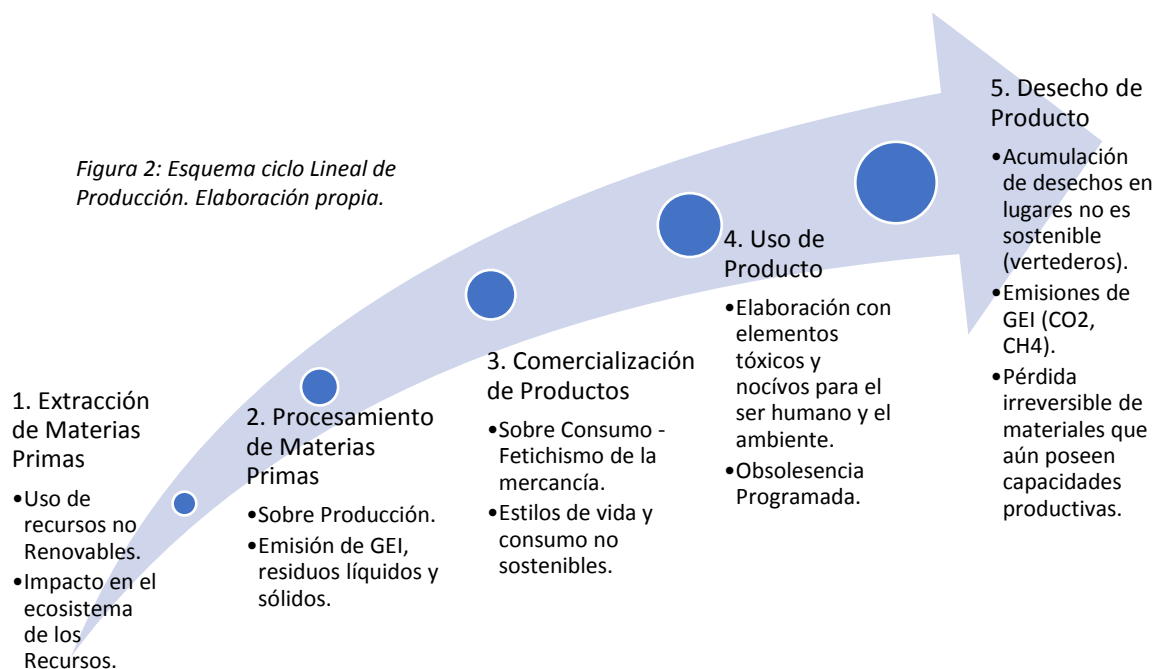 Figura 2: Esquema ciclo Lineal de
Producción. Elaboración propia.
1. Extracción
de Materias
Primas
•Uso de
recursos no
Renovables.
•Impacto en el
ecosistema
de los
Recursos.
2. Procesamiento
de Materias
Primas
•Sobre Producción.
•Emisión de GEI,
residuos líquidos y
sólidos.
3. Comercialización
de Productos
•Sobre Consumo -
Fetichismo de la
mercancía.
•Estilos de vida y
consumo no
sostenibles.
4. Uso de
Producto
•Elaboración con
elementos
tóxicos y
nocívos para el
ser humano y el
ambiente.
•Obsolesencia
Programada.
5. Desecho de
Producto
•Acumulación
de desechos en
lugares no es
sostenible
(vertederos).
•Emisiones de
GEI (CO2,
CH4).
•Pérdida
irreversible de
materiales que
aún poseen
capacidades
productivas.